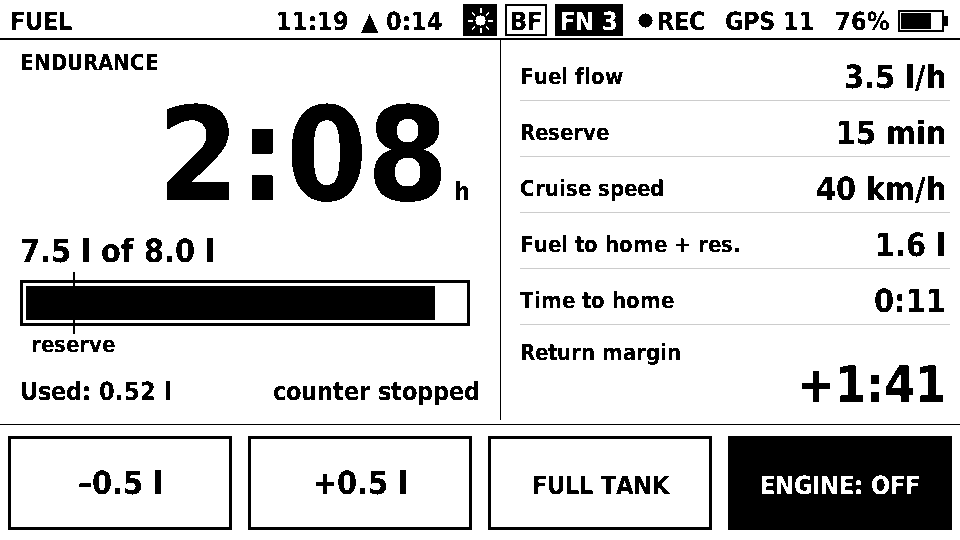 FUEL 11:19 ▲ 0:14 BF FN 3 ●REC GPS 11 76%
ENDURANCE
2:08 h
7.5 l of 8.0 l
reserve
Used: 0.52 l counter stopped
Fuel flow 3.5 l/h
Reserve 15 min
Cruise speed 40 km/h
Fuel to home + res. 1.6 l
Time to home 0:11
Return margin
+1:41
–0.5 l +0.5 l FULL TANK ENGINE: OFF